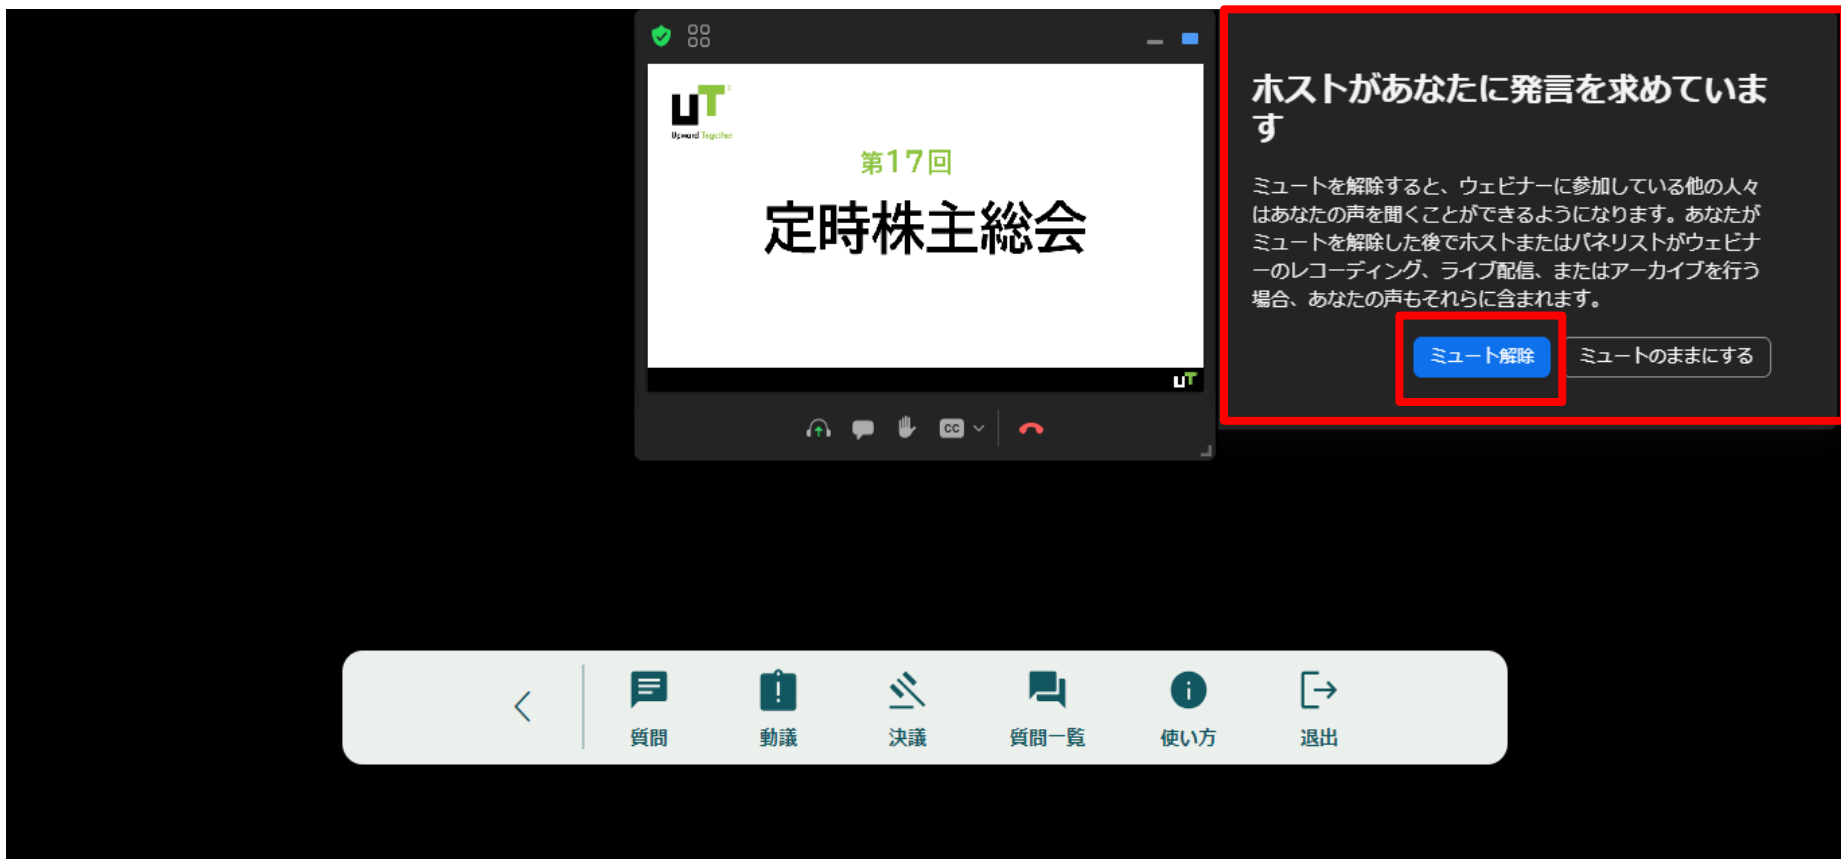 UT
Upward Together
第17回
定時株主総会
UT
CC
ホストがあなたに発言を求めていま
す
ミュートを解除すると、ウェビナーに参加している他の人々
はあなたの声を聞くことができるようになります。あなたが
ミュートを解除した後でホストまたはパネリストがウェビナ
ーのレコーディング、ライブ配信、またはアーカイブを行う
場合、あなたの声もそれらに含まれます。
ミュート解除 ミュートのままにする
質問 動議 決議 質問一覧 使い方 退出